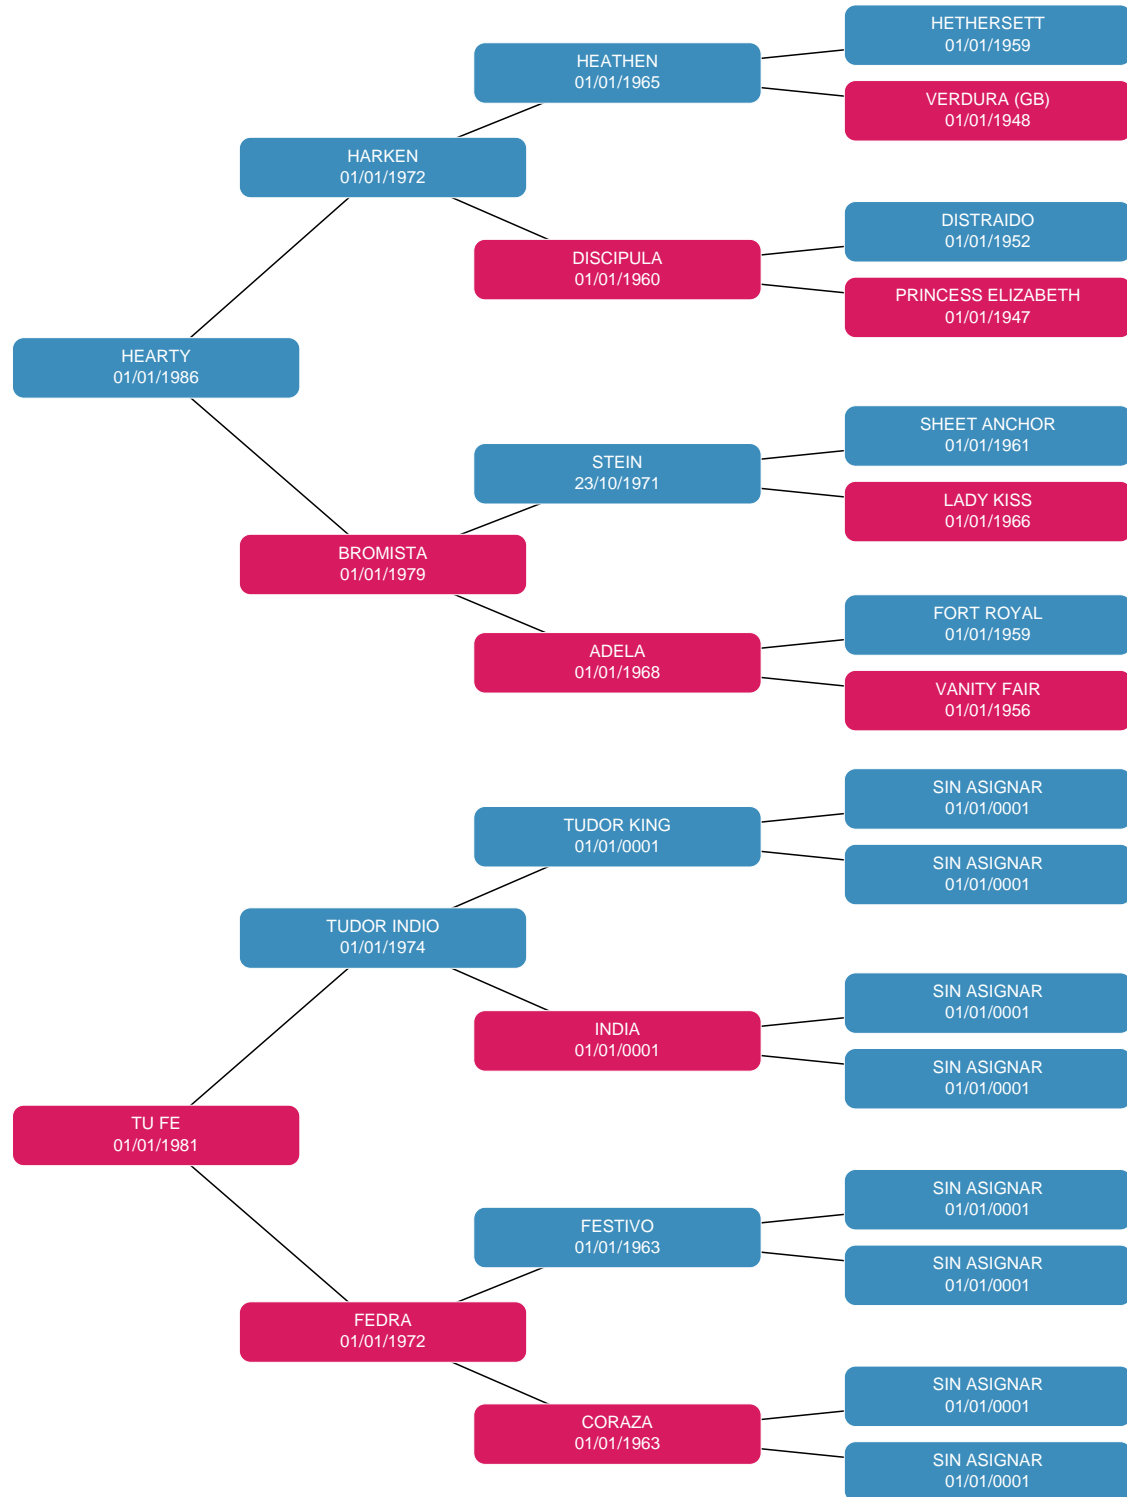 HETHERSETT
01/01/1959
HEATHEN
01/01/1965
VERDURA (GB)
01/01/1948
HARKEN
01/01/1972
DISTRAIDO
01/01/1952
DISCIPULA
01/01/1960
PRINCESS ELIZABETH
01/01/1947
HEARTY
01/01/1986
SHEET ANCHOR
01/01/1961
STEIN
23/10/1971
LADY KISS
01/01/1966
BROMISTA
01/01/1979
FORT ROYAL
01/01/1959
ADELA
01/01/1968
VANITY FAIR
01/01/1956
SIN ASIGNAR
01/01/0001
TUDOR KING
01/01/0001
SIN ASIGNAR
01/01/0001
TUDOR INDIO
01/01/1974
SIN ASIGNAR
01/01/0001
INDIA
01/01/0001
SIN ASIGNAR
01/01/0001
TU FE
01/01/1981
SIN ASIGNAR
01/01/0001
FESTIVO
01/01/1963
SIN ASIGNAR
01/01/0001
FEDRA
01/01/1972
SIN ASIGNAR
01/01/0001
CORAZA
01/01/1963
SIN ASIGNAR
01/01/0001